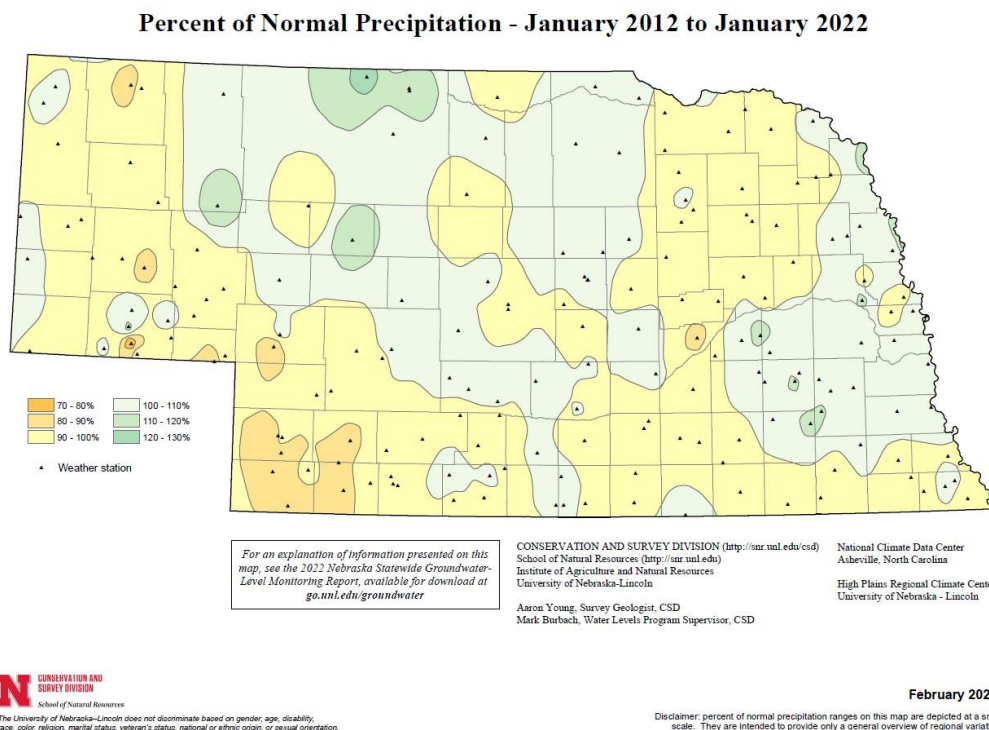 Percent of Normal Precipitation - January 2012 to January 2022
70 - 80%
80 - 90%
90 - 100%
100 - 110%
110 - 120%
120 - 130%
Weather station
For an explanation of information presented on this
map, see the 2022 Nebraska Statewide Groundwater-
Level Monitoring Report, available for download at
go.unl.edu/groundwater
CONSERVATION AND SURVEY DIVISION (http://snr.unl.edu/csd)
School of Natural Resources (http://snr.unl.edu)
Institute of Agriculture and Natural Resources
University of Nebraska-Lincoln
Aaron Young, Survey Geologist, CSD
Mark Burbach, Water Levels Program Supervisor, CSD
National Climate Data Center
Asheville, North Carolina
High Plains Regional Climate Cente
University of Nebraska - Lincoln
N
CONSERVATION AND
SURVEY DIVISION
School of Natural Resources
The University of Nebraska–Lincoln does not discriminate based on gender, age, disability,
race, color, religion, marital status, veteran's status, national or ethnic origin, or sexual orientation.
February 202
Disclaimer: percent of normal precipitation ranges on this map are depicted at a sm
scale. They are intended to provide only a general overview of regional variat